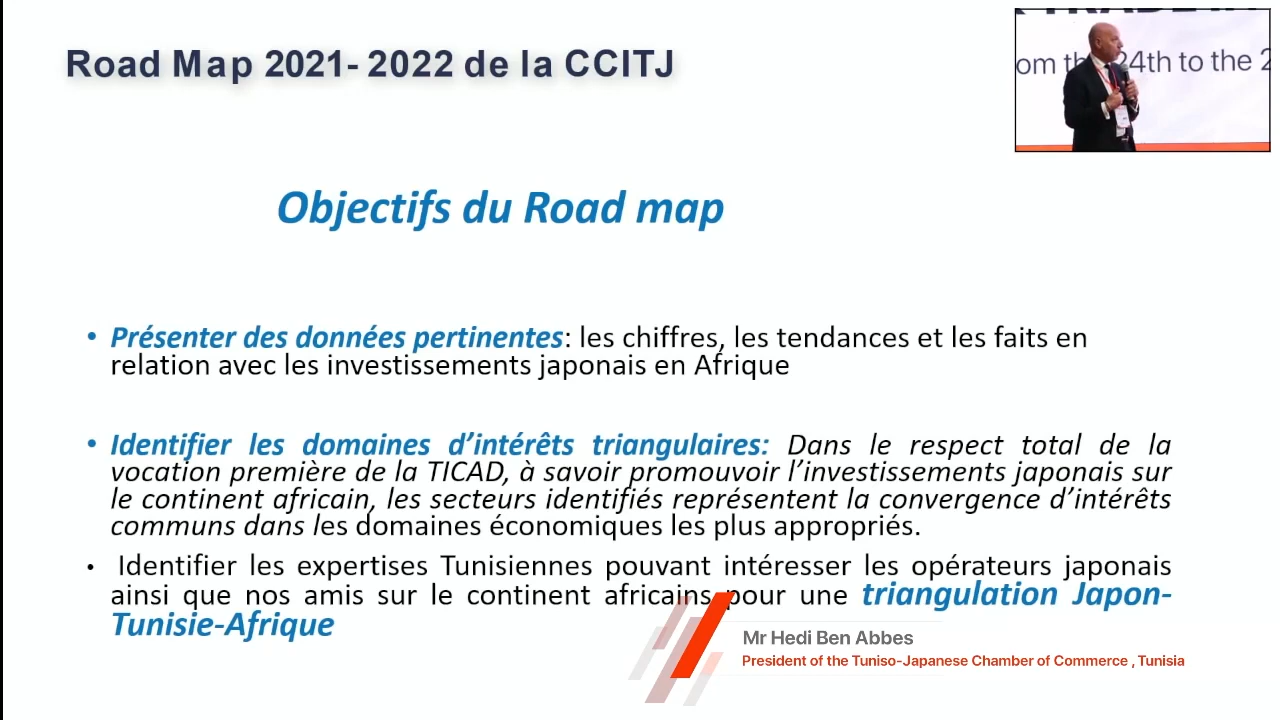 Road Map 2021- 2022 de la CCITJ
om th 24th to the 2
Objectifs du Road map
• Présenter des données pertinentes: les chiffres, les tendances et les faits en
relation avec les investissements japonais en Afrique
• Identifier les domaines d’intérêts triangulaires: Dans le respect total de la
vocation première de la TICAD, à savoir promouvoir l’investissements japonais sur
le continent africain, les secteurs identifiés représentent la convergence d’intérêts
communs dans les domaines économiques les plus appropriés.
• Identifier les expertises Tunisiennes pouvant intéresser les opérateurs japonais
ainsi que nos amis sur le continent africains pour une triangulation Japon-
Tunisie-Afrique
Mr Hedi Ben Abbes
President of the Tuniso-Japanese Chamber of Commerce , Tunisia